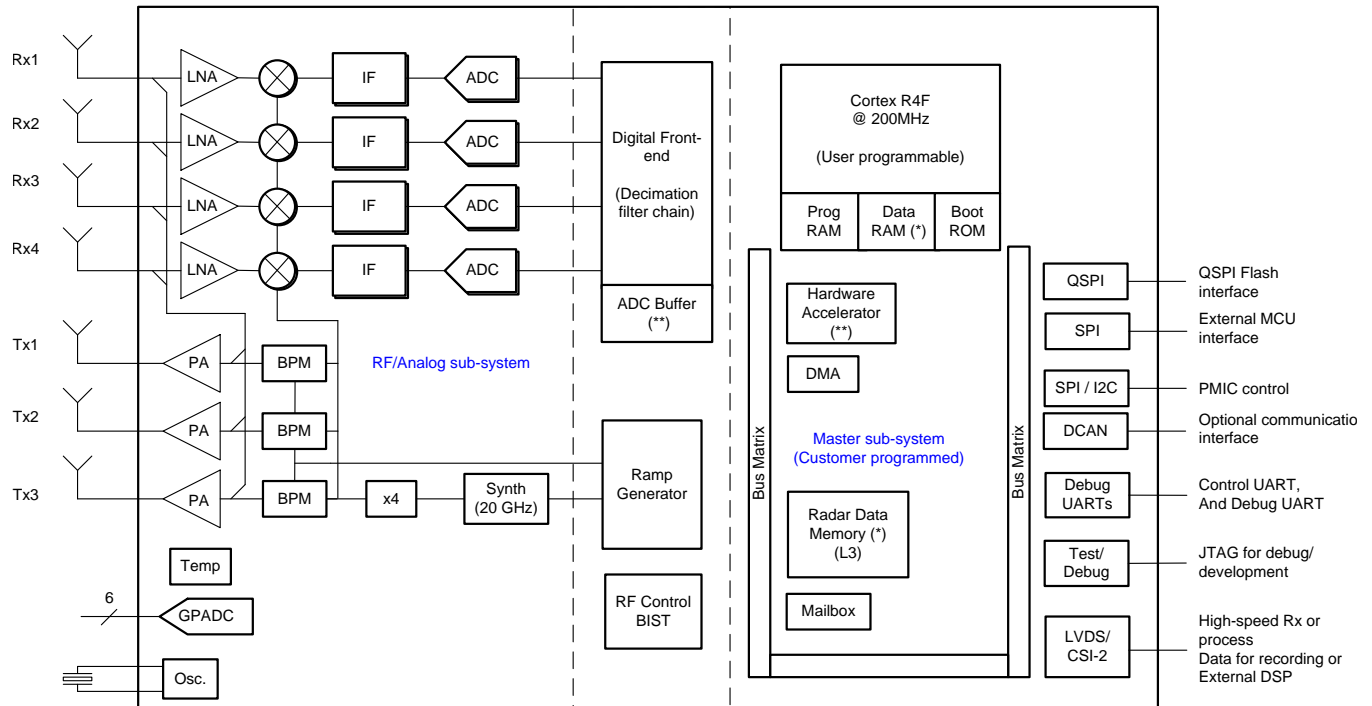 Rx1
LNA
IF
ADC
Rx2
LNA
IF
ADC
Rx3
LNA
IF
ADC
Rx4
LNA
IF
ADC
Digital Front-
end
(Decimation
filter chain)
ADC Buffer
(**)
Tx1
PA
BPM
RF/Analog sub-system
Tx2
PA
BPM
Tx3
PA
BPM
x4
Synth
(20 GHz)
Ramp
Generator
Temp
6
GPADC
RF Control
BIST
Osc.
Cortex R4F
@ 200MHz
(User programmable)
Prog
RAM
Data
RAM (*)
Boot
ROM
Bus Matrix
Hardware
Accelerator
(**)
DMA
Master sub-system
(Customer programmed)
Radar Data
Memory (*)
(L3)
Mailbox
Bus Matrix
QSPI
QSPI Flash
interface
SPI
External MCU
interface
SPI / I2C
PMIC control
DCAN
Optional communicatio
interface
Debug
UARTs
Control UART,
And Debug UART
Test/
Debug
JTAG for debug/
development
LVDS/
CSI-2
High-speed Rx or
process
Data for recording or
External DSP